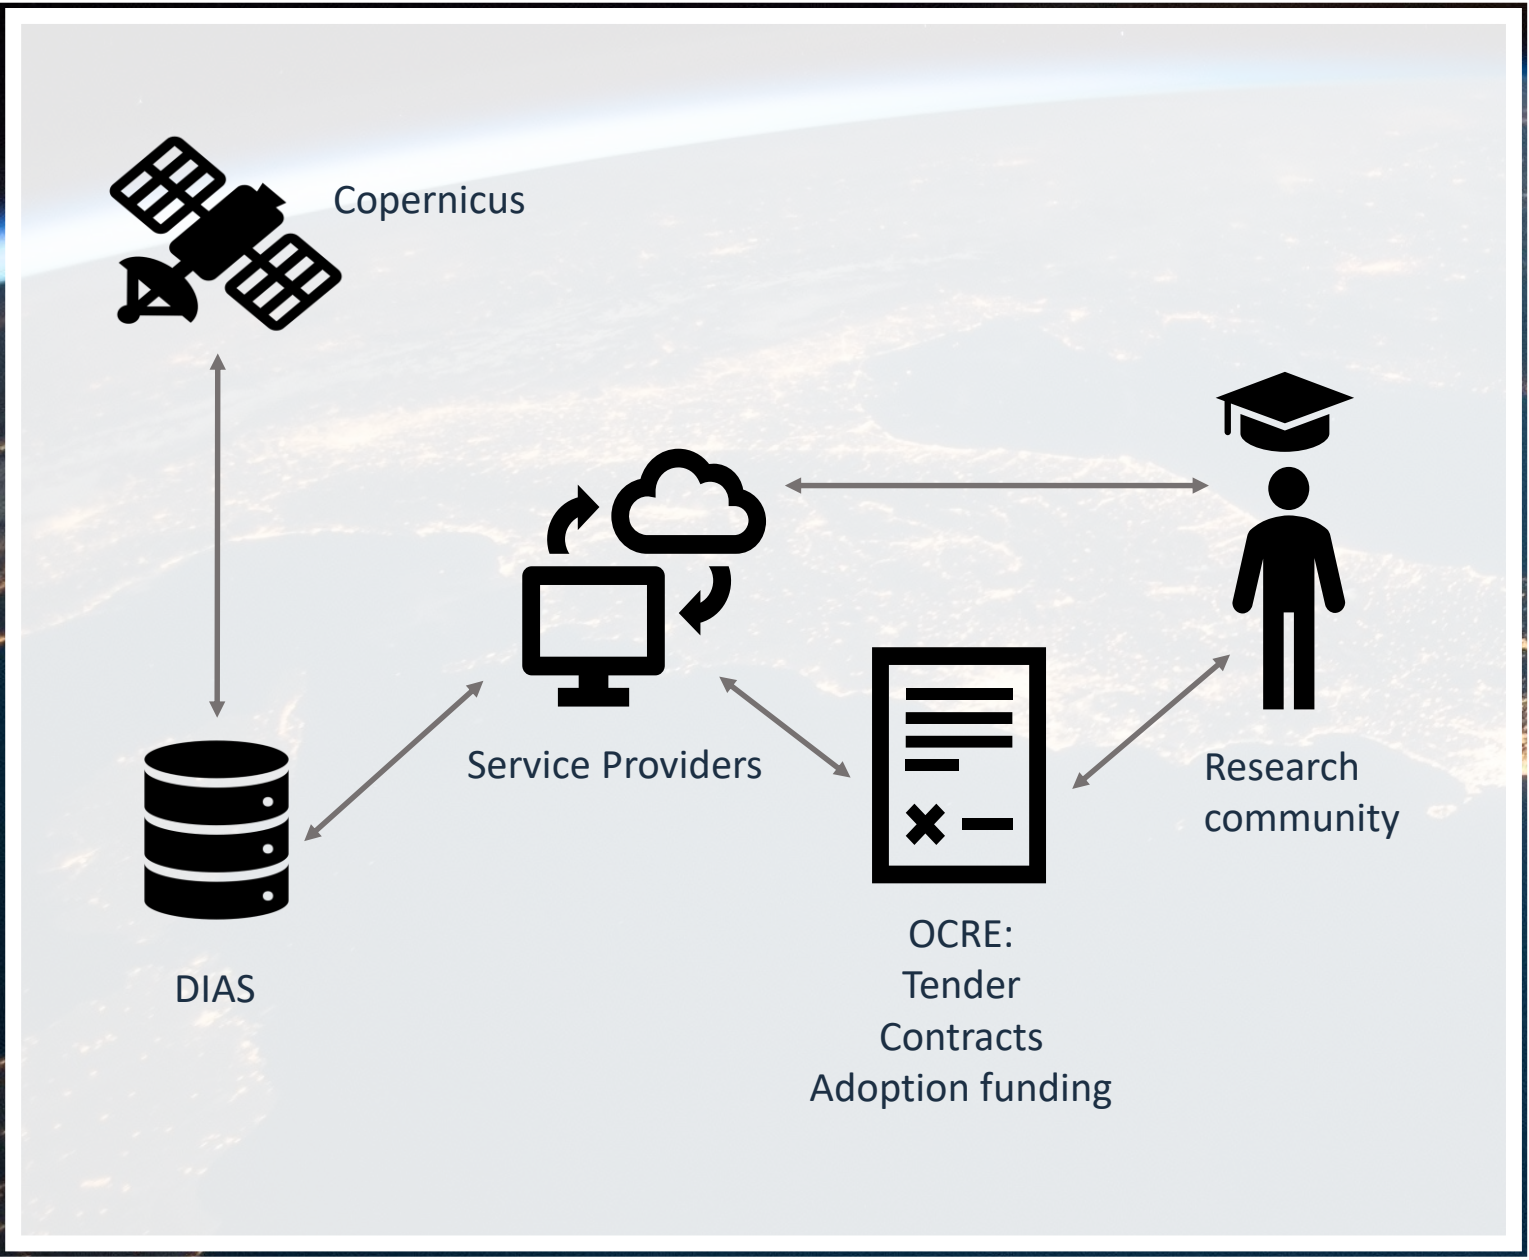 Copernicus
Service Providers
Research
community
OCRE:
Tender
Contracts
Adoption funding
DIAS